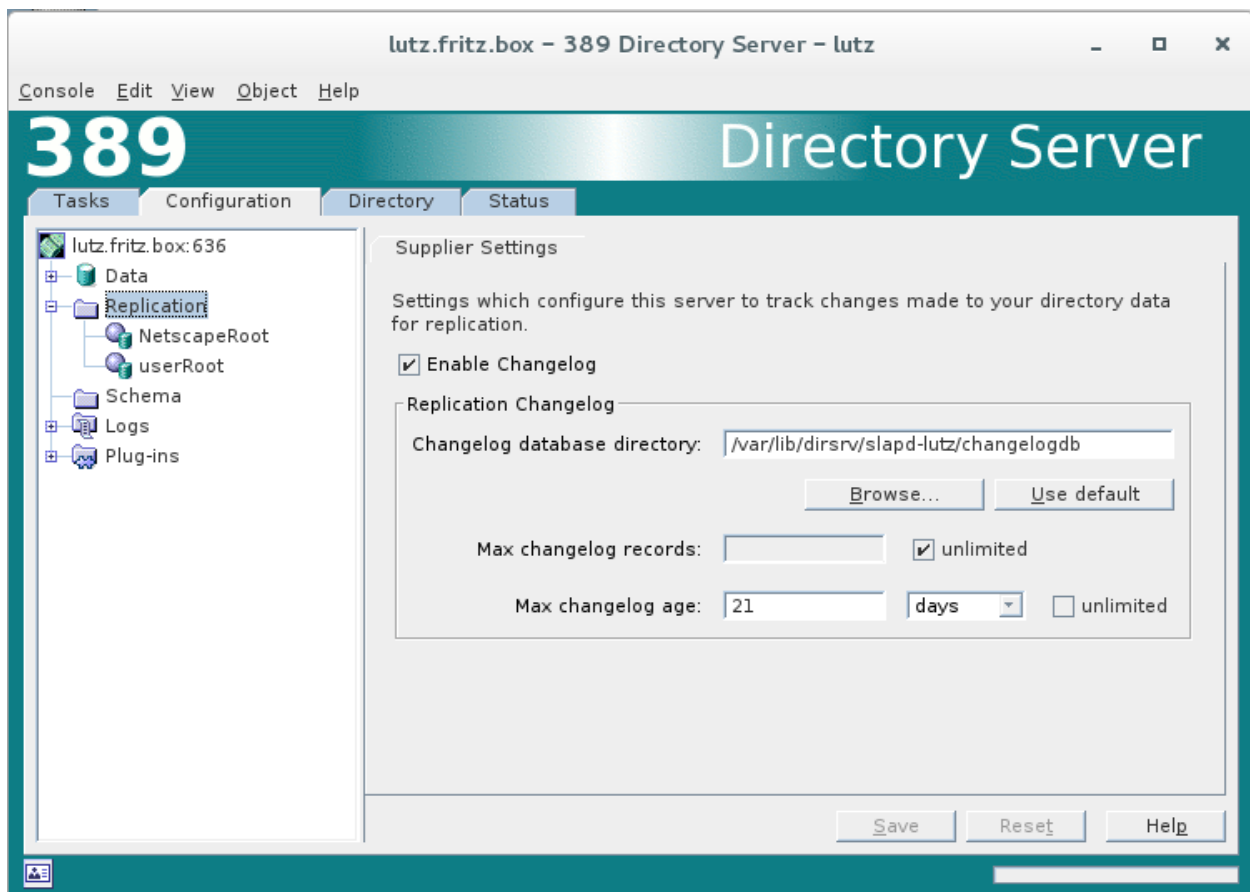 lutz.fritz.box – 389 Directory Server – lutz
Console Edit View Object Help
389 Directory Server
Tasks Configuration Directory Status
lutz.fritz.box:636
Data
Replication
NetscapeRoot
userRoot
Schema
Logs
Plug-ins
Supplier Settings
Settings which configure this server to track changes made to your directory data
for replication.
Enable Changelog
Replication Changelog
Changelog database directory: /var/lib/dirsrv/slapd-lutz/changelogdb
Browse... Use default
Max changelog records: unlimited
Max changelog age: 21 days unlimited
Save Reset Help